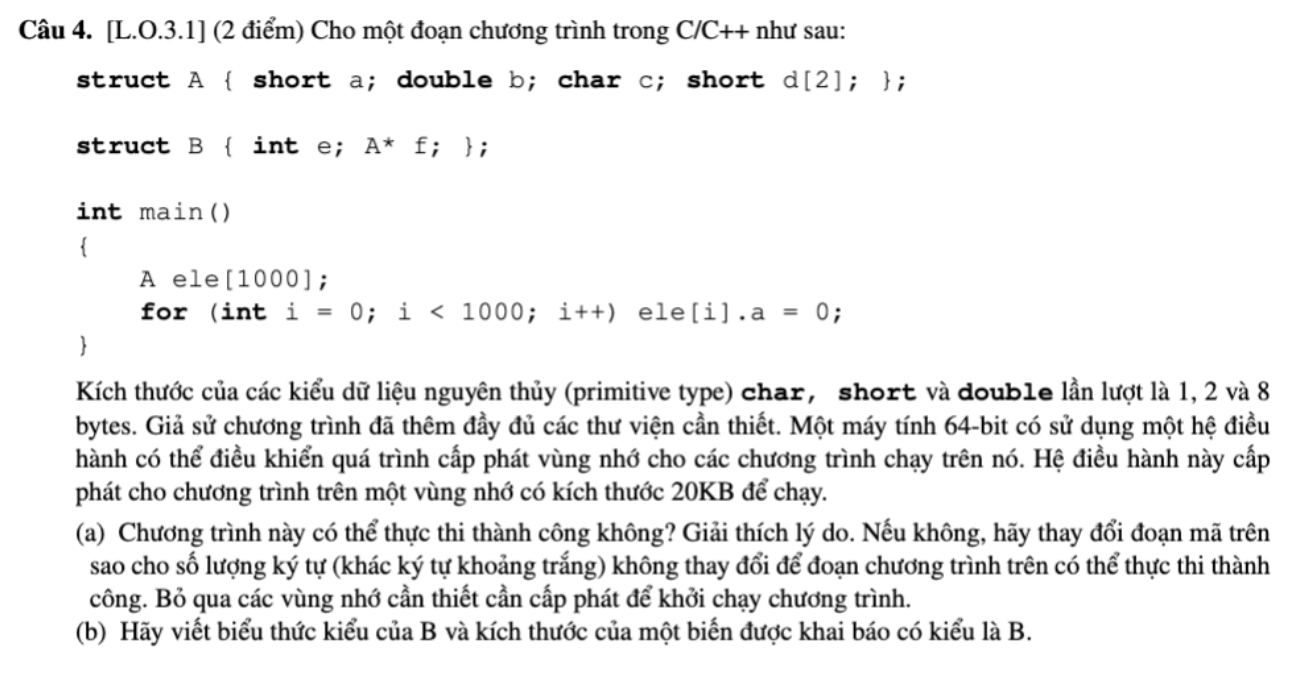 Câu 4. [L.O.3.1] (2 điểm) Cho một đoạn chương trình trong C/C++ như sau:
struct A { short a; double b; char c; short d[2]; };
struct B { int e; A* f; };
int main()
{
A ele[1000];
for (int i = 0; i < 1000; i++) ele[i].a = 0;
}
Kích thước của các kiểu dữ liệu nguyên thủy (primitive type) char, short và double lần lượt là 1, 2 và 8
bytes. Giả sử chương trình đã thêm đầy đủ các thư viện cần thiết. Một máy tính 64-bit có sử dụng một hệ điều
hành có thể điều khiển quá trình cấp phát vùng nhớ cho các chương trình chạy trên nó. Hệ điều hành này cấp
phát cho chương trình trên một vùng nhớ có kích thước 20KB để chạy.
(a) Chương trình này có thể thực thi thành công không? Giải thích lý do. Nếu không, hãy thay đổi đoạn mã trên
sao cho số lượng ký tự (khác ký tự khoảng trắng) không thay đổi để đoạn chương trình trên có thể thực thi thành
công. Bỏ qua các vùng nhớ cần thiết cần cấp phát để khởi chạy chương trình.
(b) Hãy viết biểu thức kiểu của B và kích thước của một biến được khai báo có kiểu là B.